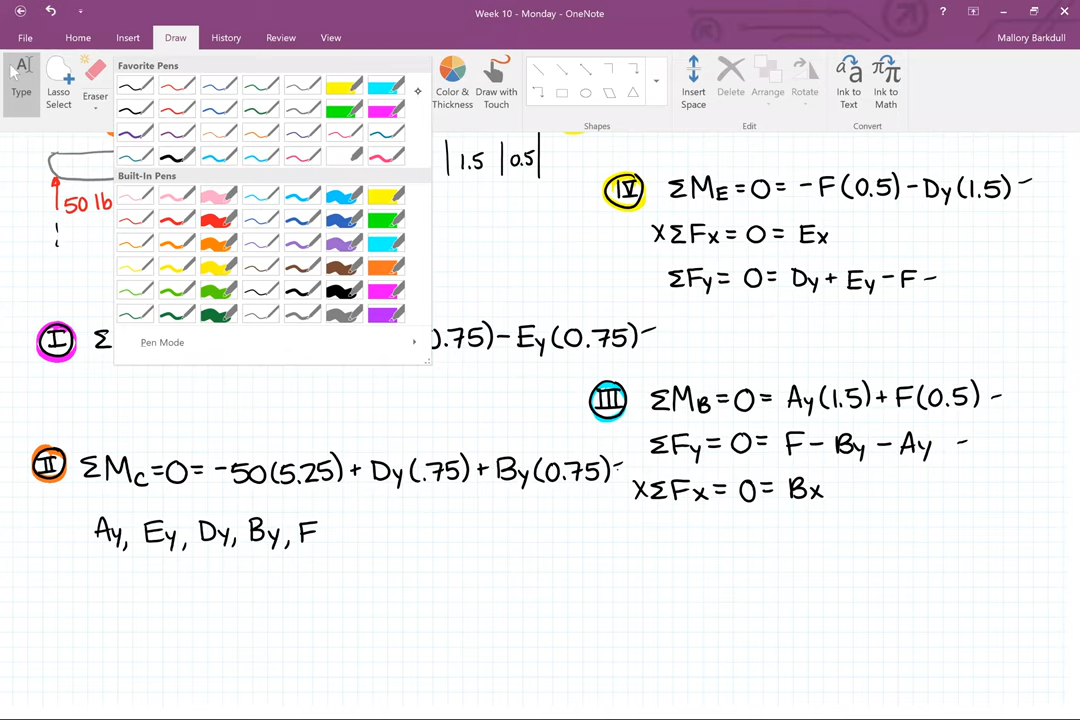 Week 10 - Monday - OneNote
File Home Insert Draw History Review View
Mallory Barkdull
Type
Lasso Select
Eraser
Favorite Pens
Built-In Pens
Pen Mode
Color & Thickness
Draw with Touch
Shapes
Insert Space
Delete
Arrange
Rotate
Edit
Ink to Text
Ink to Math
Convert
50 lb
|1.5 |0.5|
IV ΣM_E = 0 = -F(0.5) - Dy(1.5) -
XΣFx = 0 = Ex
ΣFy = 0 = Dy + Ey - F -
I Σ 0.75) - Ey(0.75) -
III ΣM_B = 0 = Ay(1.5) + F(0.5) -
ΣFy = 0 = F - By - Ay -
XΣFx = 0 = Bx
II ΣM_C = 0 = -50(5.25) + Dy(.75) + By(0.75) -
Ay, Ey, Dy, By, F